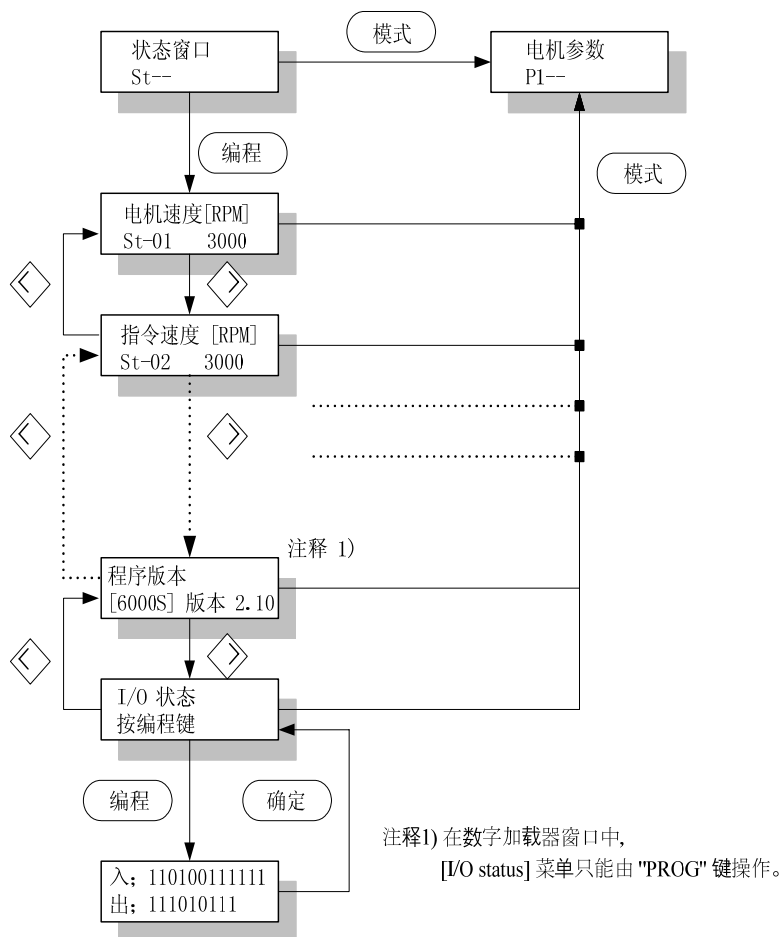 状态窗口
St--
模式
电机参数
P1--
编程
模式
电机速度[RPM]
St-01 3000
指令速度 [RPM]
St-02 3000
注释 1)
程序版本
[6000S] 版本 2.10
I/O 状态
按编程键
编程
确定
入; 110100111111
出; 111010111
注释1) 在数字加载器窗口中,
[I/O status] 菜单只能由 "PROG" 键操作。